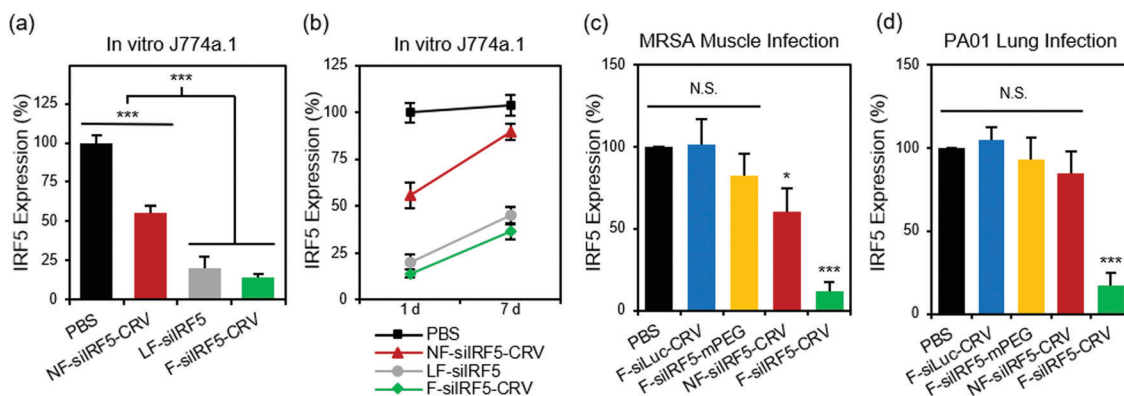 (a)
In vitro J774a.1
IRF5 Expression (%)
125
100
75
50
25
0
***
***
PBS
NF-siIRF5-CRV
LF-siIRF5
F-siIRF5-CRV
(b)
In vitro J774a.1
IRF5 Expression (%)
125
100
75
50
25
0
1 d
7 d
PBS
NF-siIRF5-CRV
LF-siIRF5
F-siIRF5-CRV
(c)
MRSA Muscle Infection
IRF5 Expression (%)
150
100
50
0
N.S.
*
***
PBS
F-siLuc-CRV
F-siIRF5-mPEG
NF-siIRF5-CRV
F-siIRF5-CRV
(d)
PA01 Lung Infection
IRF5 Expression (%)
150
100
50
0
N.S.
***
PBS
F-siLuc-CRV
F-siIRF5-mPEG
NF-siIRF5-CRV
F-siIRF5-CRV